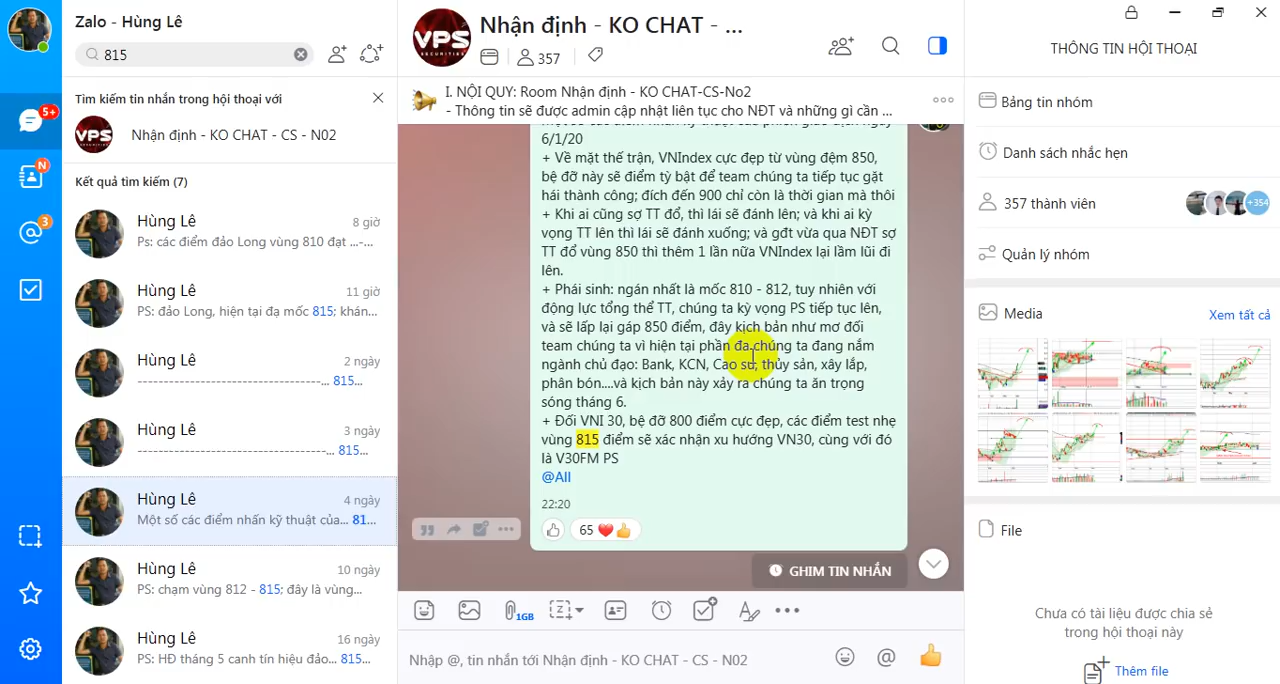 Zalo - Hùng Lê
815
5+
N
3
Tìm kiếm tin nhắn trong hội thoại với
VPS
Nhận định - KO CHAT - CS - N02
Kết quả tìm kiếm (7)
Hùng Lê
8 giờ
Ps: các điểm đảo Long vùng 810 đạt ...-...
Hùng Lê
11 giờ
PS: đảo Long, hiện tại đạ mốc 815; khán...
Hùng Lê
2 ngày
-----------------------------------... 815...
Hùng Lê
3 ngày
-----------------------------------... 815...
Hùng Lê
4 ngày
Một số các điểm nhấn kỹ thuật của... 81...
Hùng Lê
10 ngày
PS: chạm vùng 812 - 815; đây là vùng...
Hùng Lê
16 ngày
PS: HĐ tháng 5 canh tín hiệu đảo... 815...
VPS
SECURITIES
Nhận định - KO CHAT - ...
357
I. NỘI QUY: Room Nhận định - KO CHAT-CS-No2
- Thông tin sẽ được admin cập nhật liên tục cho NĐT và những gì cần ...
6/1/20
+ Về mặt thế trận, VNIndex cực đẹp từ vùng đệm 850,
bệ đỡ này sẽ điểm tỳ bật để team chúng ta tiếp tục gặt
hái thành công; đích đến 900 chỉ còn là thời gian mà thôi
+ Khi ai cũng sợ TT đổ, thì lái sẽ đánh lên; và khi ai kỳ
vọng TT lên thì lái sẽ đánh xuống; và gđt vừa qua NĐT sợ
TT đổ vùng 850 thì thêm 1 lần nữa VNIndex lại lầm lũi đi
lên.
+ Phái sinh: ngán nhất là mốc 810 - 812, tuy nhiên với
động lực tổng thể TT, chúng ta kỳ vọng PS tiếp tục lên,
và sẽ lấp lại gáp 850 điểm, đây kịch bản như mơ đối
team chúng ta vì hiện tại phần đa chúng ta đang nắm
ngành chủ đạo: Bank, KCN, Cao su, thủy sản, xây lắp,
phân bón....và kịch bản này xảy ra chúng ta ăn trọng
sóng tháng 6.
+ Đối VNI 30, bệ đỡ 800 điểm cực đẹp, các điểm test nhẹ
vùng 815 điểm sẽ xác nhận xu hướng VN30, cùng với đó
là V30FM PS
@All
22:20
65
GHIM TIN NHẮN
1GB
Nhập @, tin nhắn tới Nhận định - KO CHAT - CS - N02
THÔNG TIN HỘI THOẠI
Bảng tin nhóm
Danh sách nhắc hẹn
357 thành viên
+354
Quản lý nhóm
Media
Xem tất cả
File
Chưa có tài liệu được chia sẻ
trong hội thoại này
Thêm file